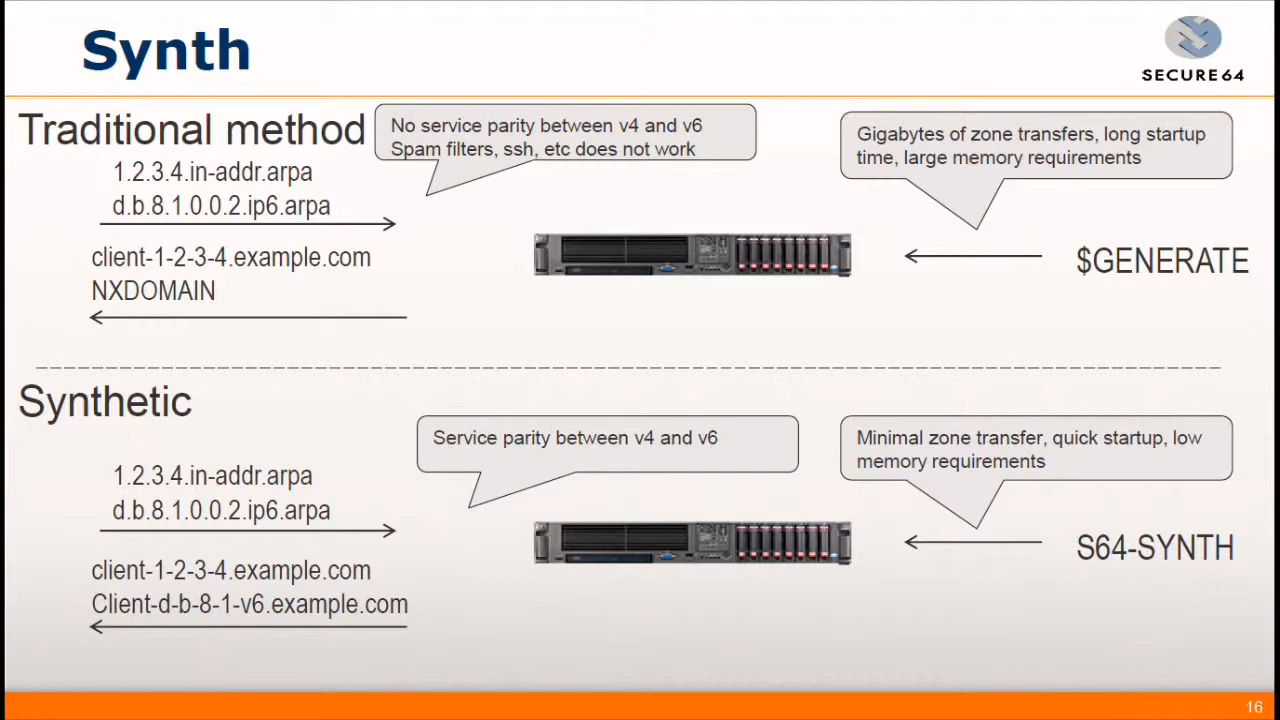 Synth
SECURE64
Traditional method
No service parity between v4 and v6
Spam filters, ssh, etc does not work
Gigabytes of zone transfers, long startup
time, large memory requirements
1.2.3.4.in-addr.arpa
d.b.8.1.0.0.2.ip6.arpa
client-1-2-3-4.example.com
NXDOMAIN
$GENERATE
Synthetic
Service parity between v4 and v6
Minimal zone transfer, quick startup, low
memory requirements
1.2.3.4.in-addr.arpa
d.b.8.1.0.0.2.ip6.arpa
client-1-2-3-4.example.com
Client-d-b-8-1-v6.example.com
S64-SYNTH
16